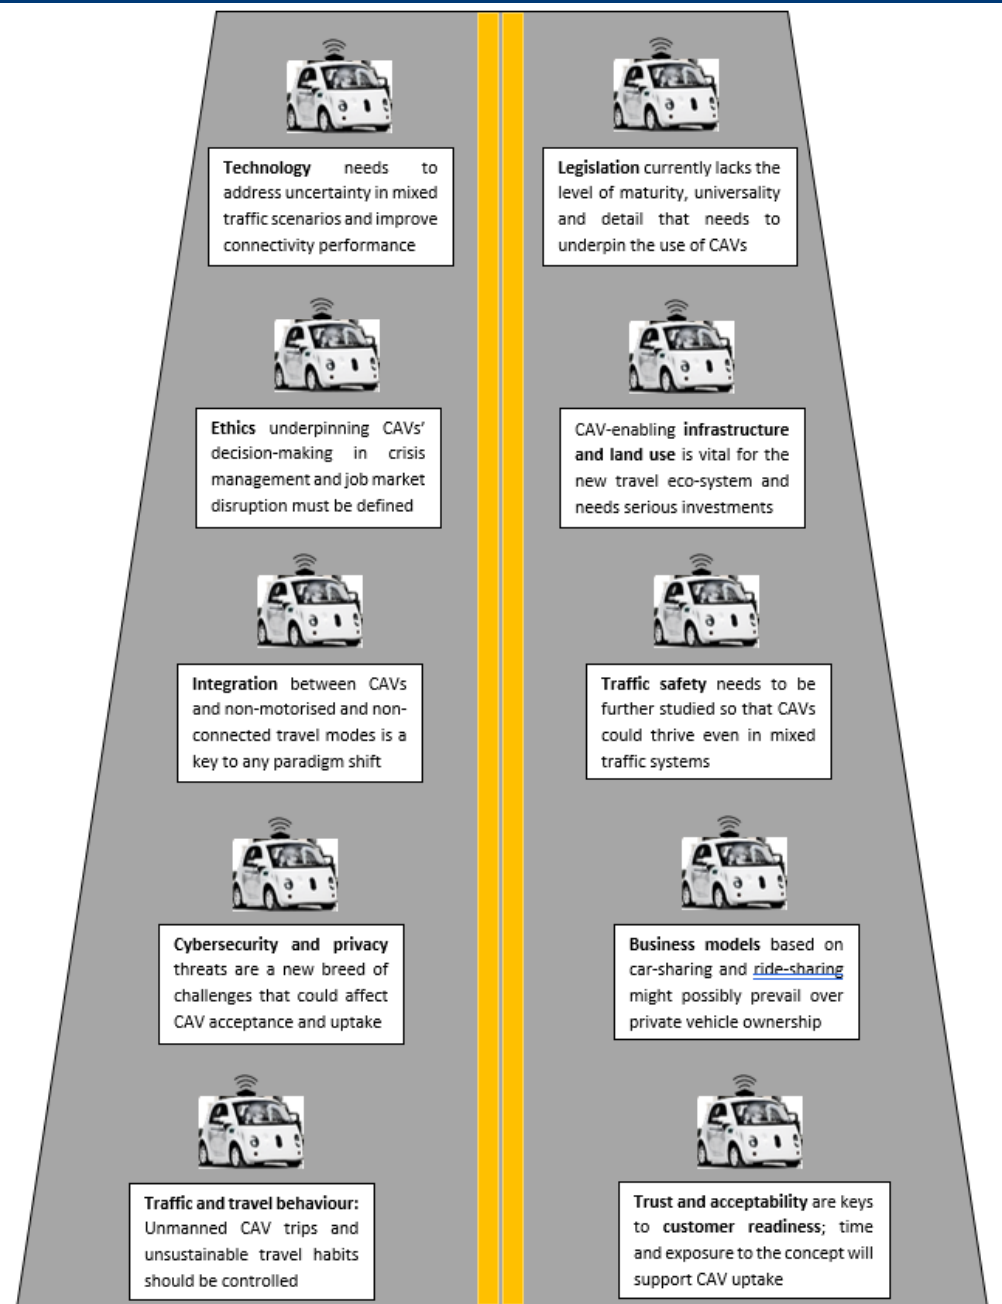 Technology needs to
address uncertainty in mixed
traffic scenarios and improve
connectivity performance
Legislation currently lacks the
level of maturity, universality
and detail that needs to
underpin the use of CAVs
Ethics underpinning CAVs’
decision-making in crisis
management and job market
disruption must be defined
CAV-enabling infrastructure
and land use is vital for the
new travel eco-system and
needs serious investments
Integration between CAVs
and non-motorised and non-
connected travel modes is a
key to any paradigm shift
Traffic safety needs to be
further studied so that CAVs
could thrive even in mixed
traffic systems
Cybersecurity and privacy
threats are a new breed of
challenges that could affect
CAV acceptance and uptake
Business models based on
car-sharing and ride-sharing
might possibly prevail over
private vehicle ownership
Traffic and travel behaviour:
Unmanned CAV trips and
unsustainable travel habits
should be controlled
Trust and acceptability are keys
to customer readiness; time
and exposure to the concept will
support CAV uptake